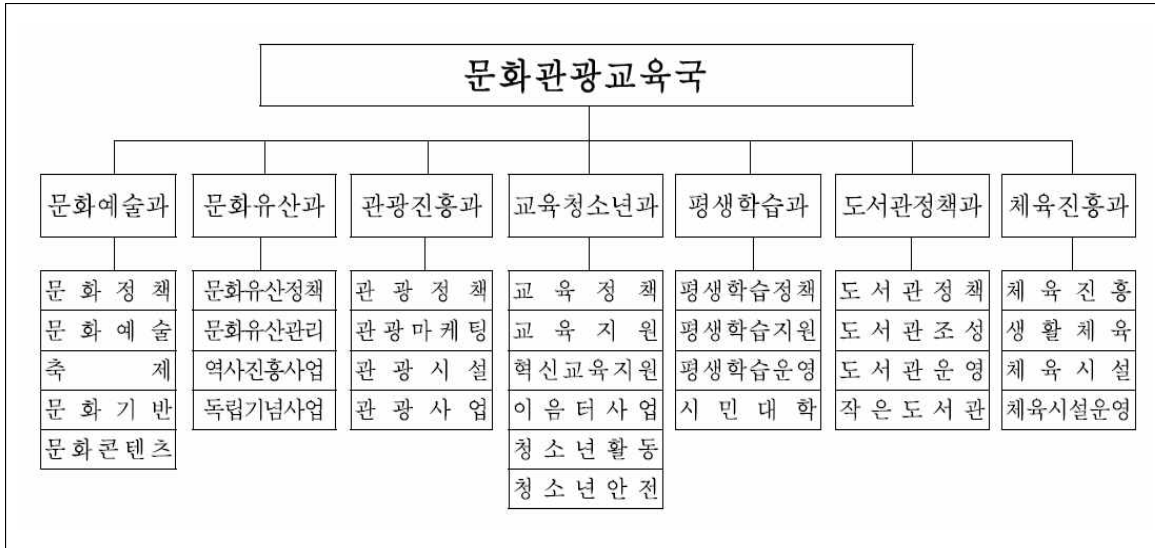 문화관광교육국
문화예술과 문화유산과 관광진흥과 교육청소년과 평생학습과 도서관정책과 체육진흥과
문화정책 문화유산정책 관광정책 교육정책 평생학습정책 도서관정책 체육진흥
문화예술 문화유산관리 관광마케팅 교육지원 평생학습지원 도서관조성 생활체육
축제 역사진흥사업 관광시설 혁신교육지원 평생학습운영 도서관운영 체육시설
문화기반 독립기념사업 관광사업 이음터사업 시민대학 작은도서관 체육시설운영
문화콘텐츠 청소년활동
청소년안전